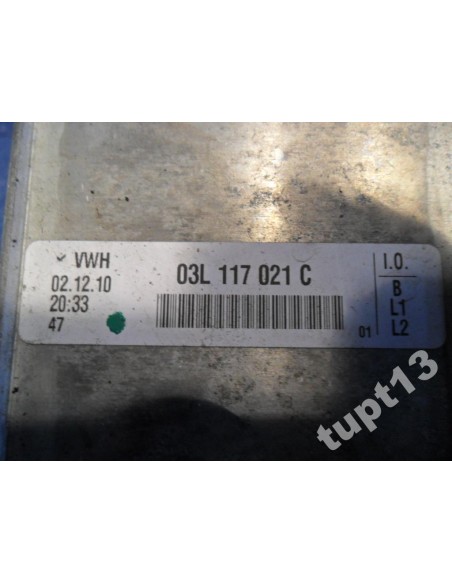 VWH
02.12.10
20:33
47
03L 117 021 C
01
I.O.
B
L1
L2
tupt13